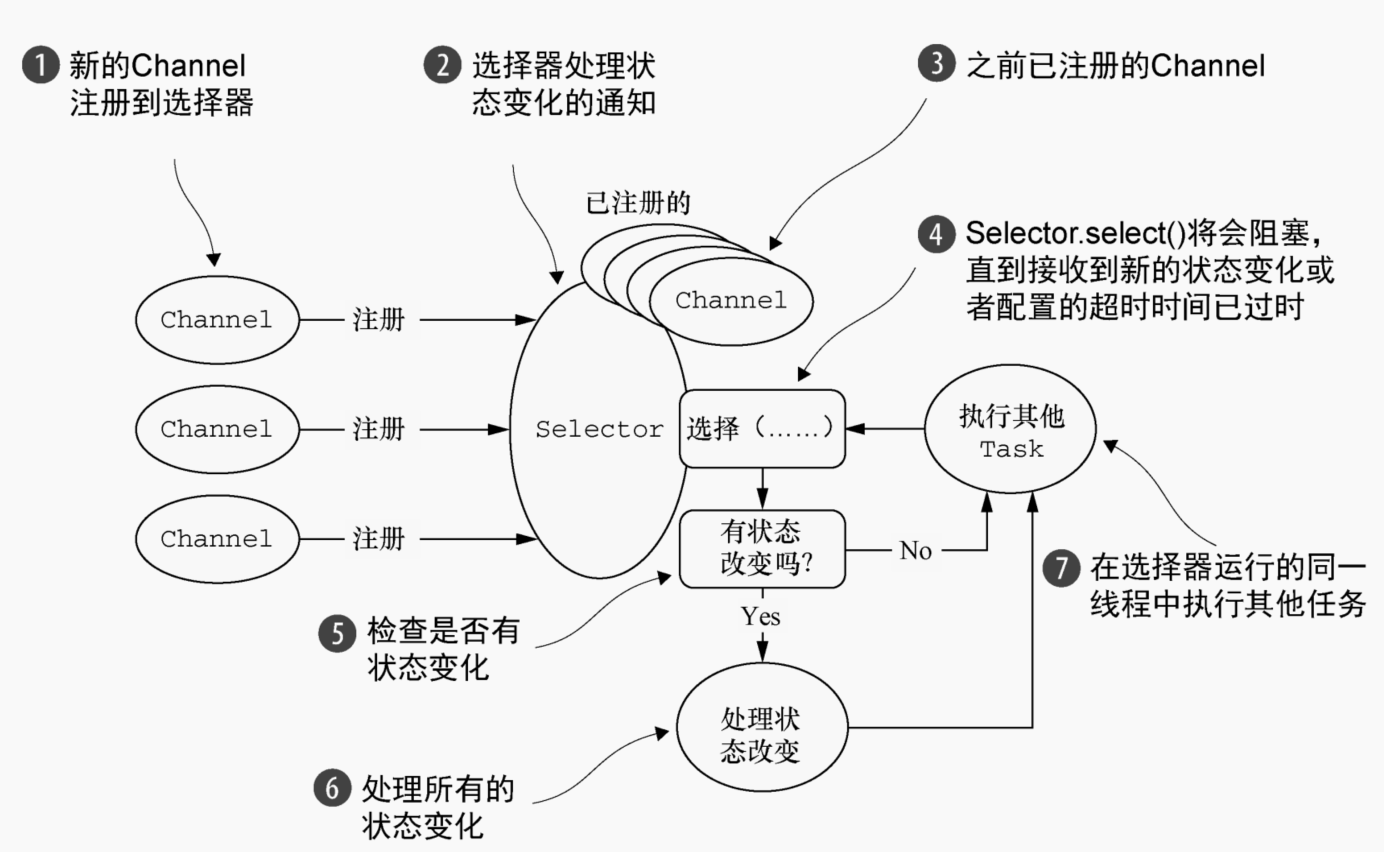 1 新的Channel
注册到选择器
2 选择器处理状
态变化的通知
3 之前已注册的Channel
已注册的
Channel
4 Selector.select()将会阻塞,
直到接收到新的状态变化或
者配置的超时时间已过时
Channel
注册
Channel
注册
Channel
注册
Selector
选择（……）
执行其他
Task
有状态
改变吗?
No
Yes
7 在选择器运行的同一
线程中执行其他任务
5 检查是否有
状态变化
处理状
态改变
6 处理所有的
状态变化